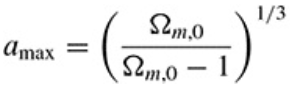 a_max = (Ω_m,0 / (Ω_m,0 − 1))^1/3